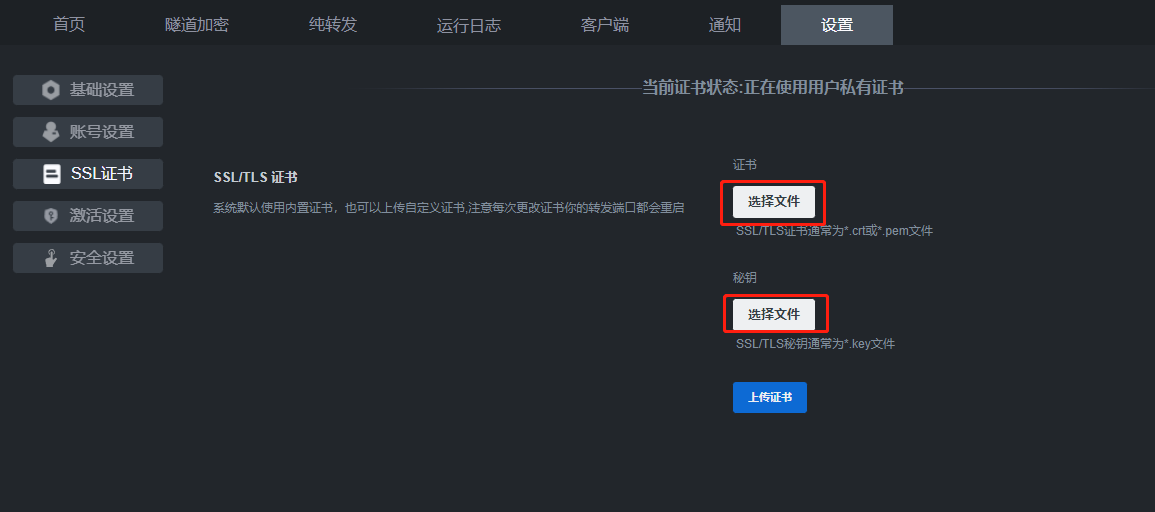 首页 隧道加密 纯转发 运行日志 客户端 通知 设置
基础设置
账号设置
SSL证书
激活设置
安全设置
当前证书状态:正在使用用户私有证书
SSL/TLS 证书
系统默认使用内置证书，也可以上传自定义证书,注意每次更改证书你的转发端口都会重启
证书
选择文件
SSL/TLS证书通常为*.crt或*.pem文件
秘钥
选择文件
SSL/TLS秘钥通常为*.key文件
上传证书